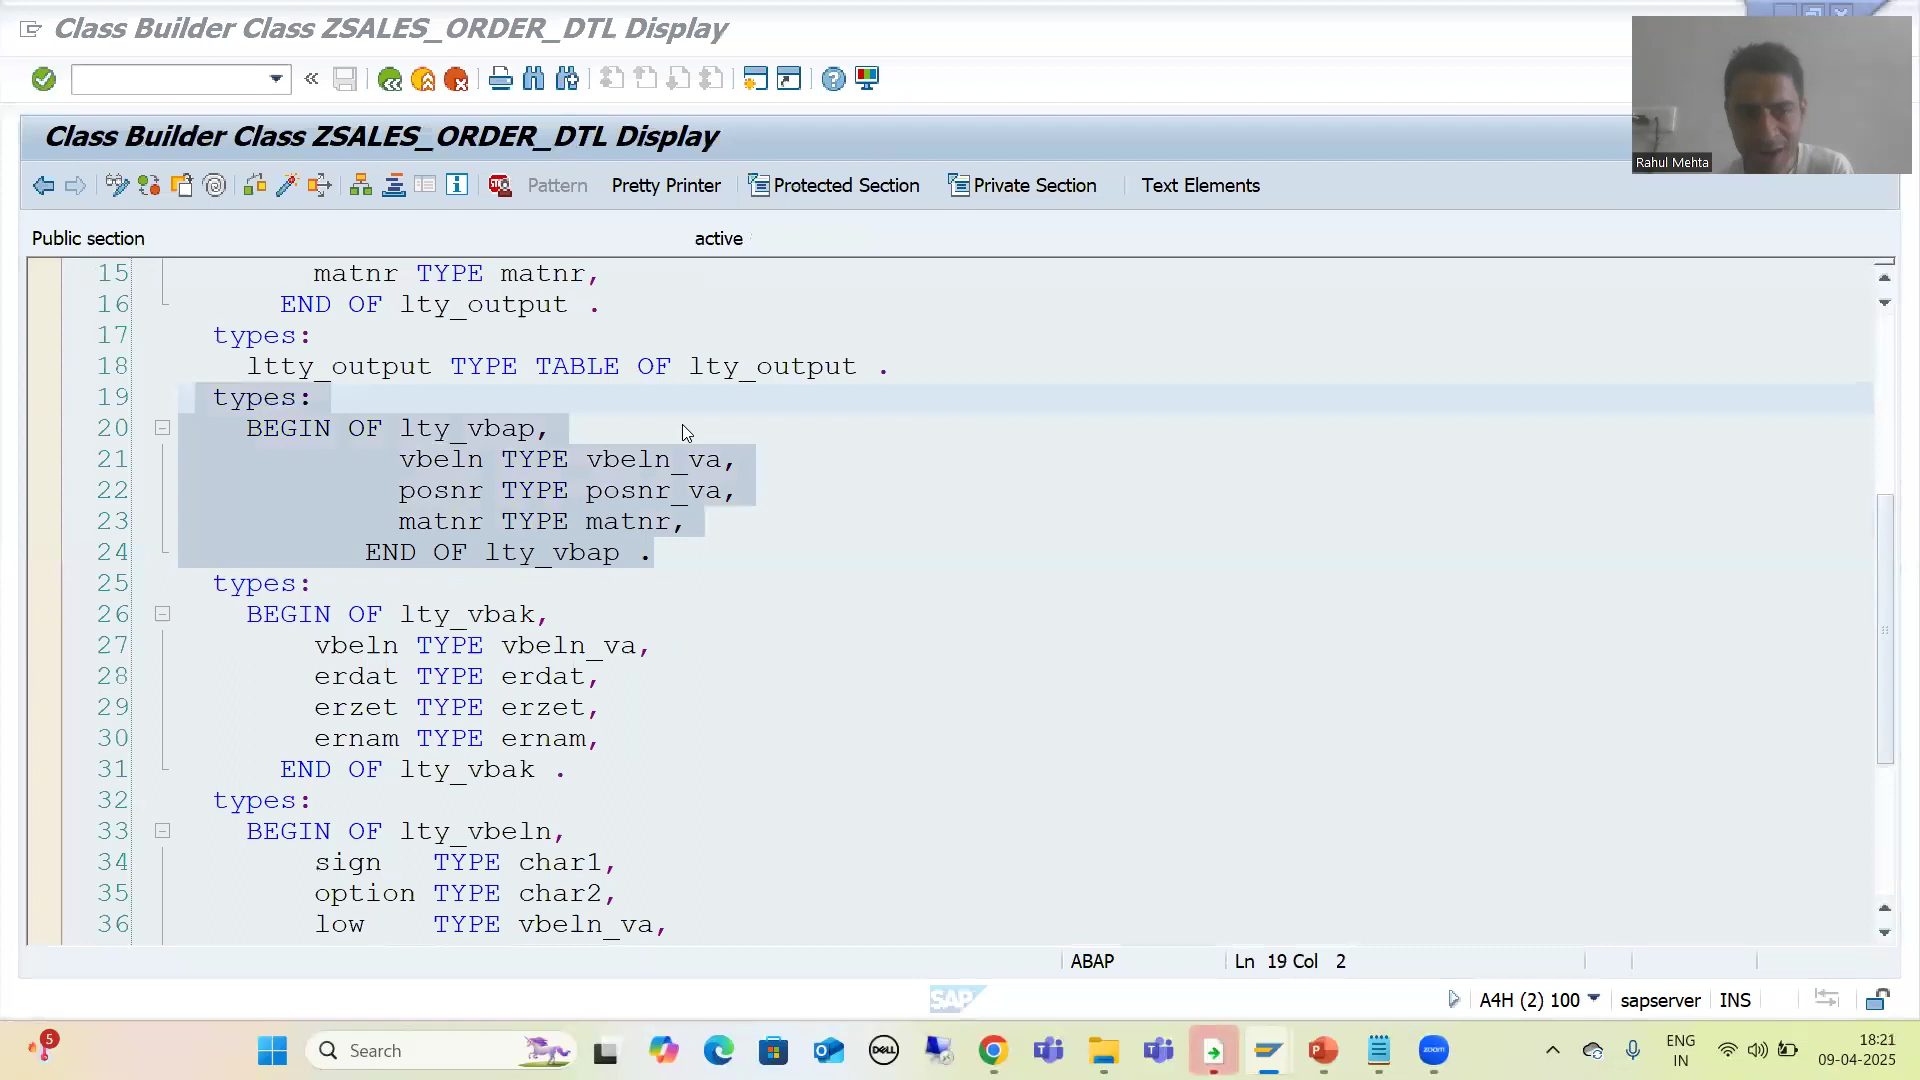 Class Builder Class ZSALES_ORDER_DTL Display
Class Builder Class ZSALES_ORDER_DTL Display
Pattern Pretty Printer Protected Section Private Section Text Elements
Rahul Mehta
Public section active
15 matnr TYPE matnr,
16 END OF lty_output .
17 types:
18 ltty_output TYPE TABLE OF lty_output .
19 types:
20 BEGIN OF lty_vbap,
21 vbeln TYPE vbeln_va,
22 posnr TYPE posnr_va,
23 matnr TYPE matnr,
24 END OF lty_vbap .
25 types:
26 BEGIN OF lty_vbak,
27 vbeln TYPE vbeln_va,
28 erdat TYPE erdat,
29 erzet TYPE erzet,
30 ernam TYPE ernam,
31 END OF lty_vbak .
32 types:
33 BEGIN OF lty_vbeln,
34 sign TYPE char1,
35 option TYPE char2,
36 low TYPE vbeln_va,
ABAP Ln 19 Col 2
SAP A4H (2) 100 sapserver INS
5 Search DELL zoom ENG 18:21
IN 09-04-2025